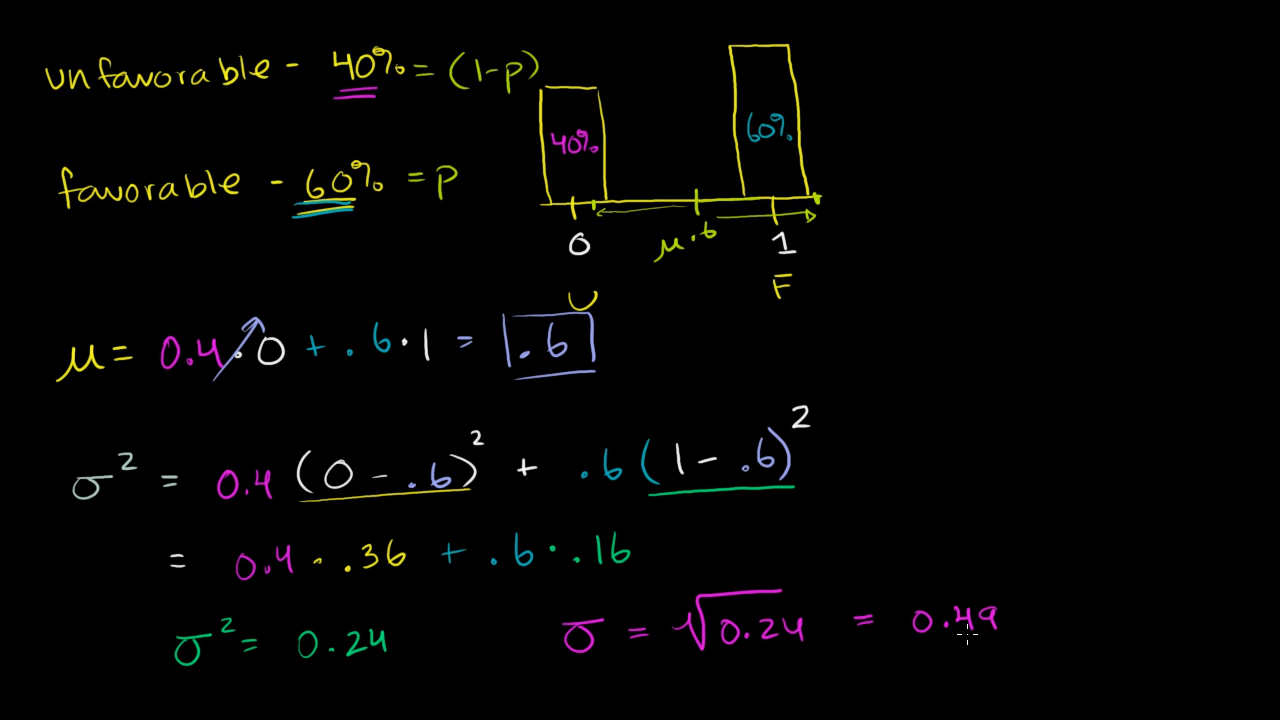 unfavorable - 40% = (1-p)
favorable - 60% = p
40%
60%
0
μ .6
1
U
F
μ = 0.4 · 0 + .6 · 1 = .6
σ² = 0.4 (0 - .6)² + .6 (1 - .6)²
= 0.4 · .36 + .6 · .16
σ² = 0.24
σ = √0.24 = 0.49